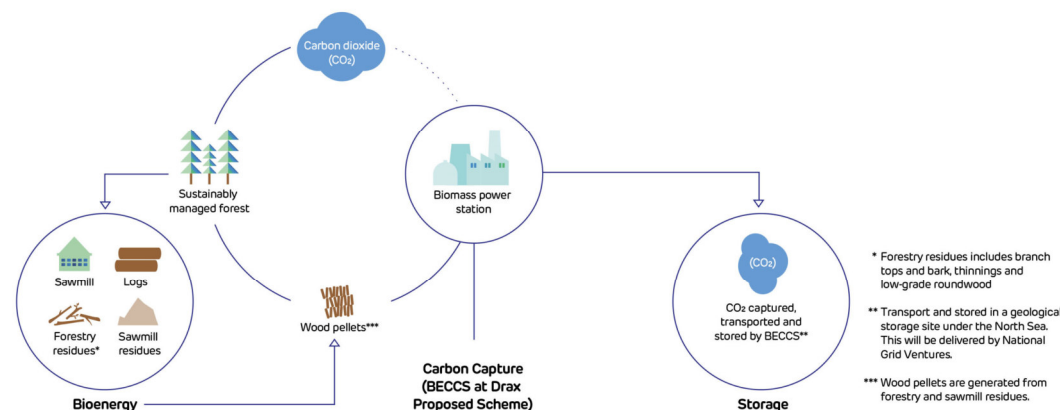 Carbon dioxide
(CO₂)
Sustainably
managed forest
Biomass power
station
Sawmill
Logs
Forestry
residues*
Sawmill
residues
Wood pellets***
(CO₂)
CO₂ captured,
transported and
stored by BECCS**
Bioenergy
Carbon Capture
(BECCS at Drax
Proposed Scheme)
Storage
* Forestry residues includes branch
tops and bark, thinnings and
low-grade roundwood
** Transport and stored in a geological
storage site under the North Sea.
This will be delivered by National
Grid Ventures.
*** Wood pellets are generated from
forestry and sawmill residues.